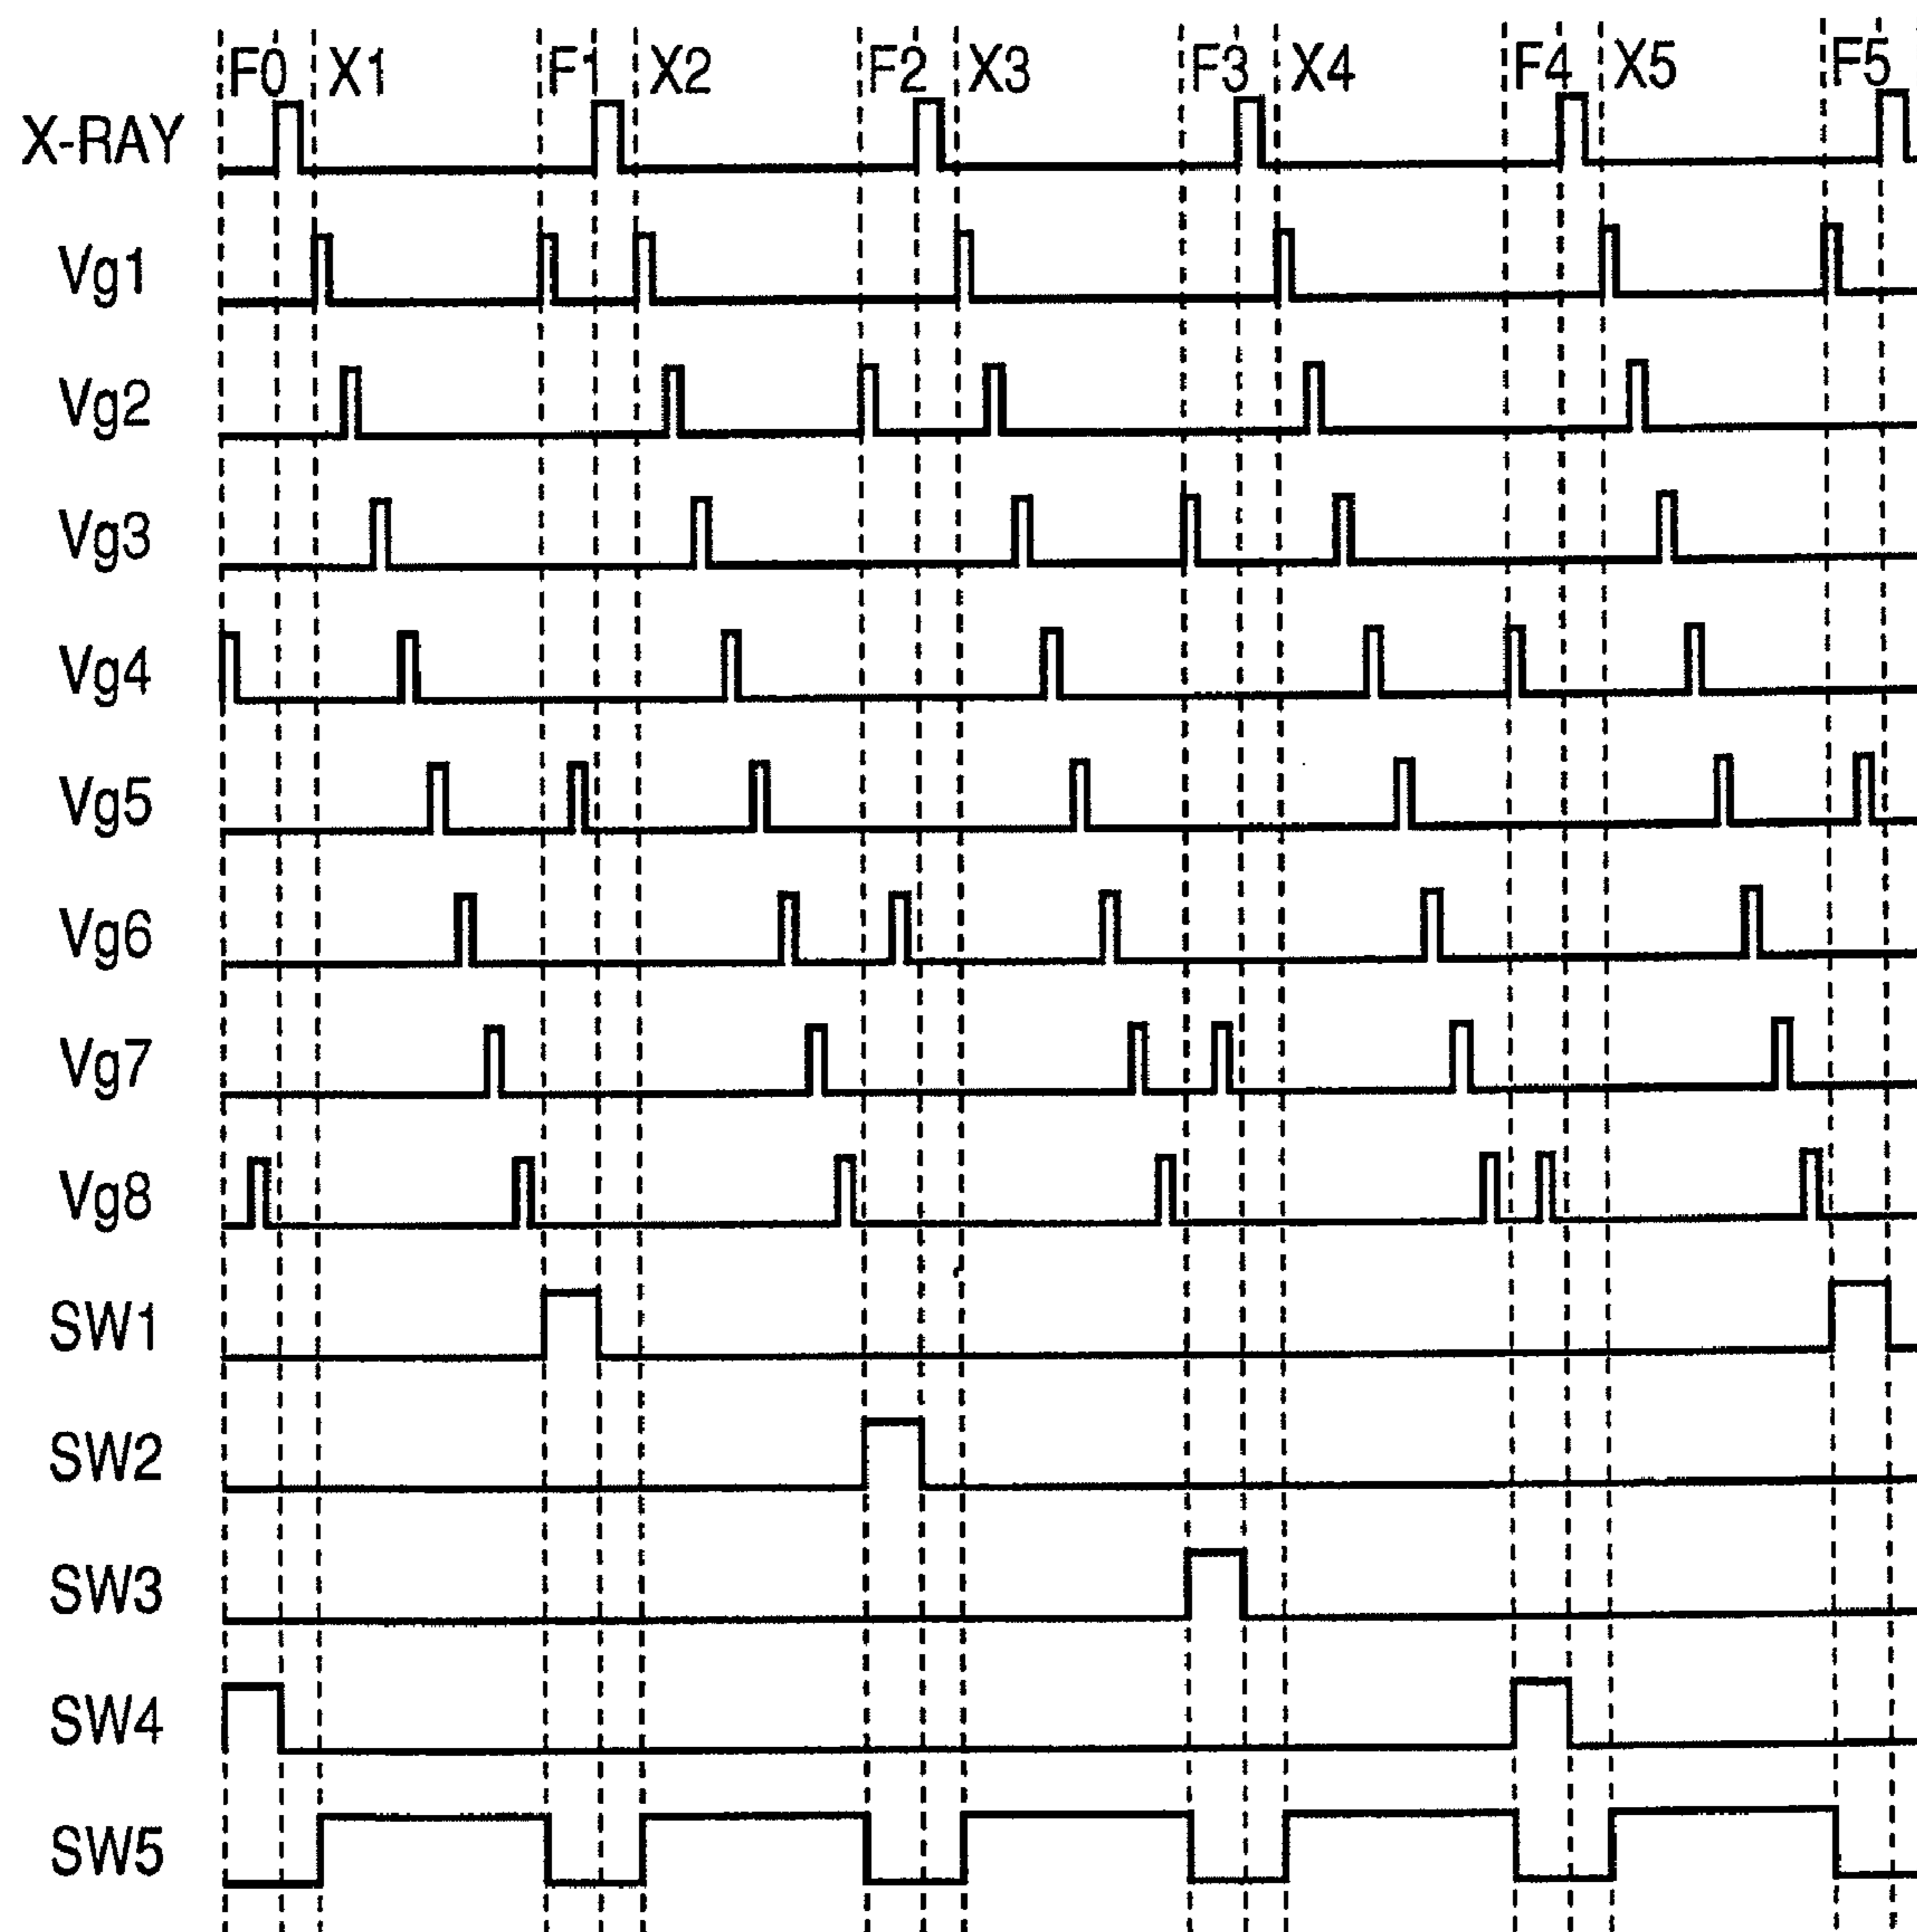 F0 X1 F1 X2 F2 X3 F3 X4 F4 X5 F5
X-RAY
Vg1
Vg2
Vg3
Vg4
Vg5
Vg6
Vg7
Vg8
SW1
SW2
SW3
SW4
SW5